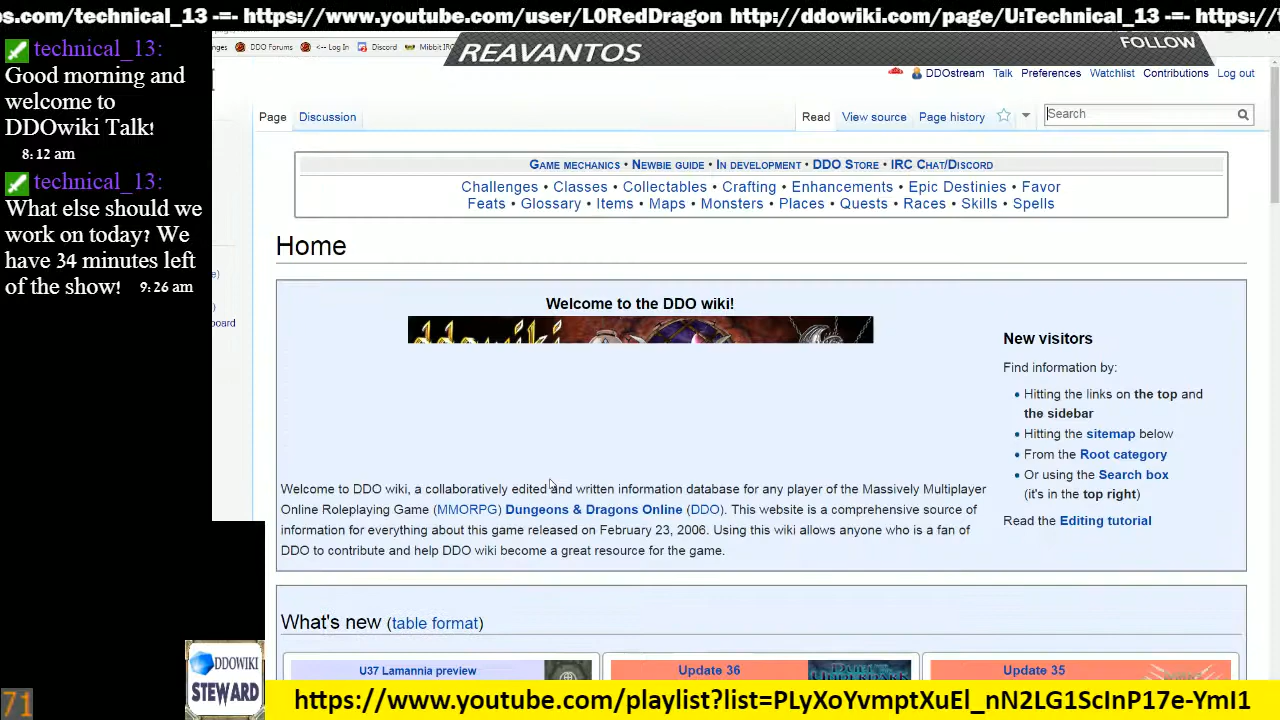 s.com/technical_13 -=- https://www.youtube.com/user/L0RedDragon http://ddowiki.com/page/U:Technical_13 -=- https://
technical_13:
Good morning and
welcome to
DDOwiki Talk!
8:12 am
technical_13:
What else should we
work on today? We
have 34 minutes left
of the show! 9:26 am
nges DDO Forums <-- Log In Discord Mibbit IRC
REAVANTOS
FOLLOW
DDOstream Talk Preferences Watchlist Contributions Log out
Page Discussion Read View source Page history Search
GAME MECHANICS • NEWBIE GUIDE • IN DEVELOPMENT • DDO STORE • IRC CHAT/DISCORD
Challenges • Classes • Collectables • Crafting • Enhancements • Epic Destinies • Favor
Feats • Glossary • Items • Maps • Monsters • Places • Quests • Races • Skills • Spells
Home
Welcome to the DDO wiki!
ddowiki
New visitors
Find information by:
• Hitting the links on the top and
the sidebar
• Hitting the sitemap below
• From the Root category
• Or using the Search box
(it's in the top right)
Read the Editing tutorial
e)
)
board
Welcome to DDO wiki, a collaboratively edited and written information database for any player of the Massively Multiplayer
Online Roleplaying Game (MMORPG) Dungeons & Dragons Online (DDO). This website is a comprehensive source of
information for everything about this game released on February 23, 2006. Using this wiki allows anyone who is a fan of
DDO to contribute and help DDO wiki become a great resource for the game.
What's new (table format)
U37 Lamannia preview
Update 36
Update 35
DDOWIKI
STEWARD
71
https://www.youtube.com/playlist?list=PLyXoYvmptXuEl_nN2LG1ScInP17e-YmI1